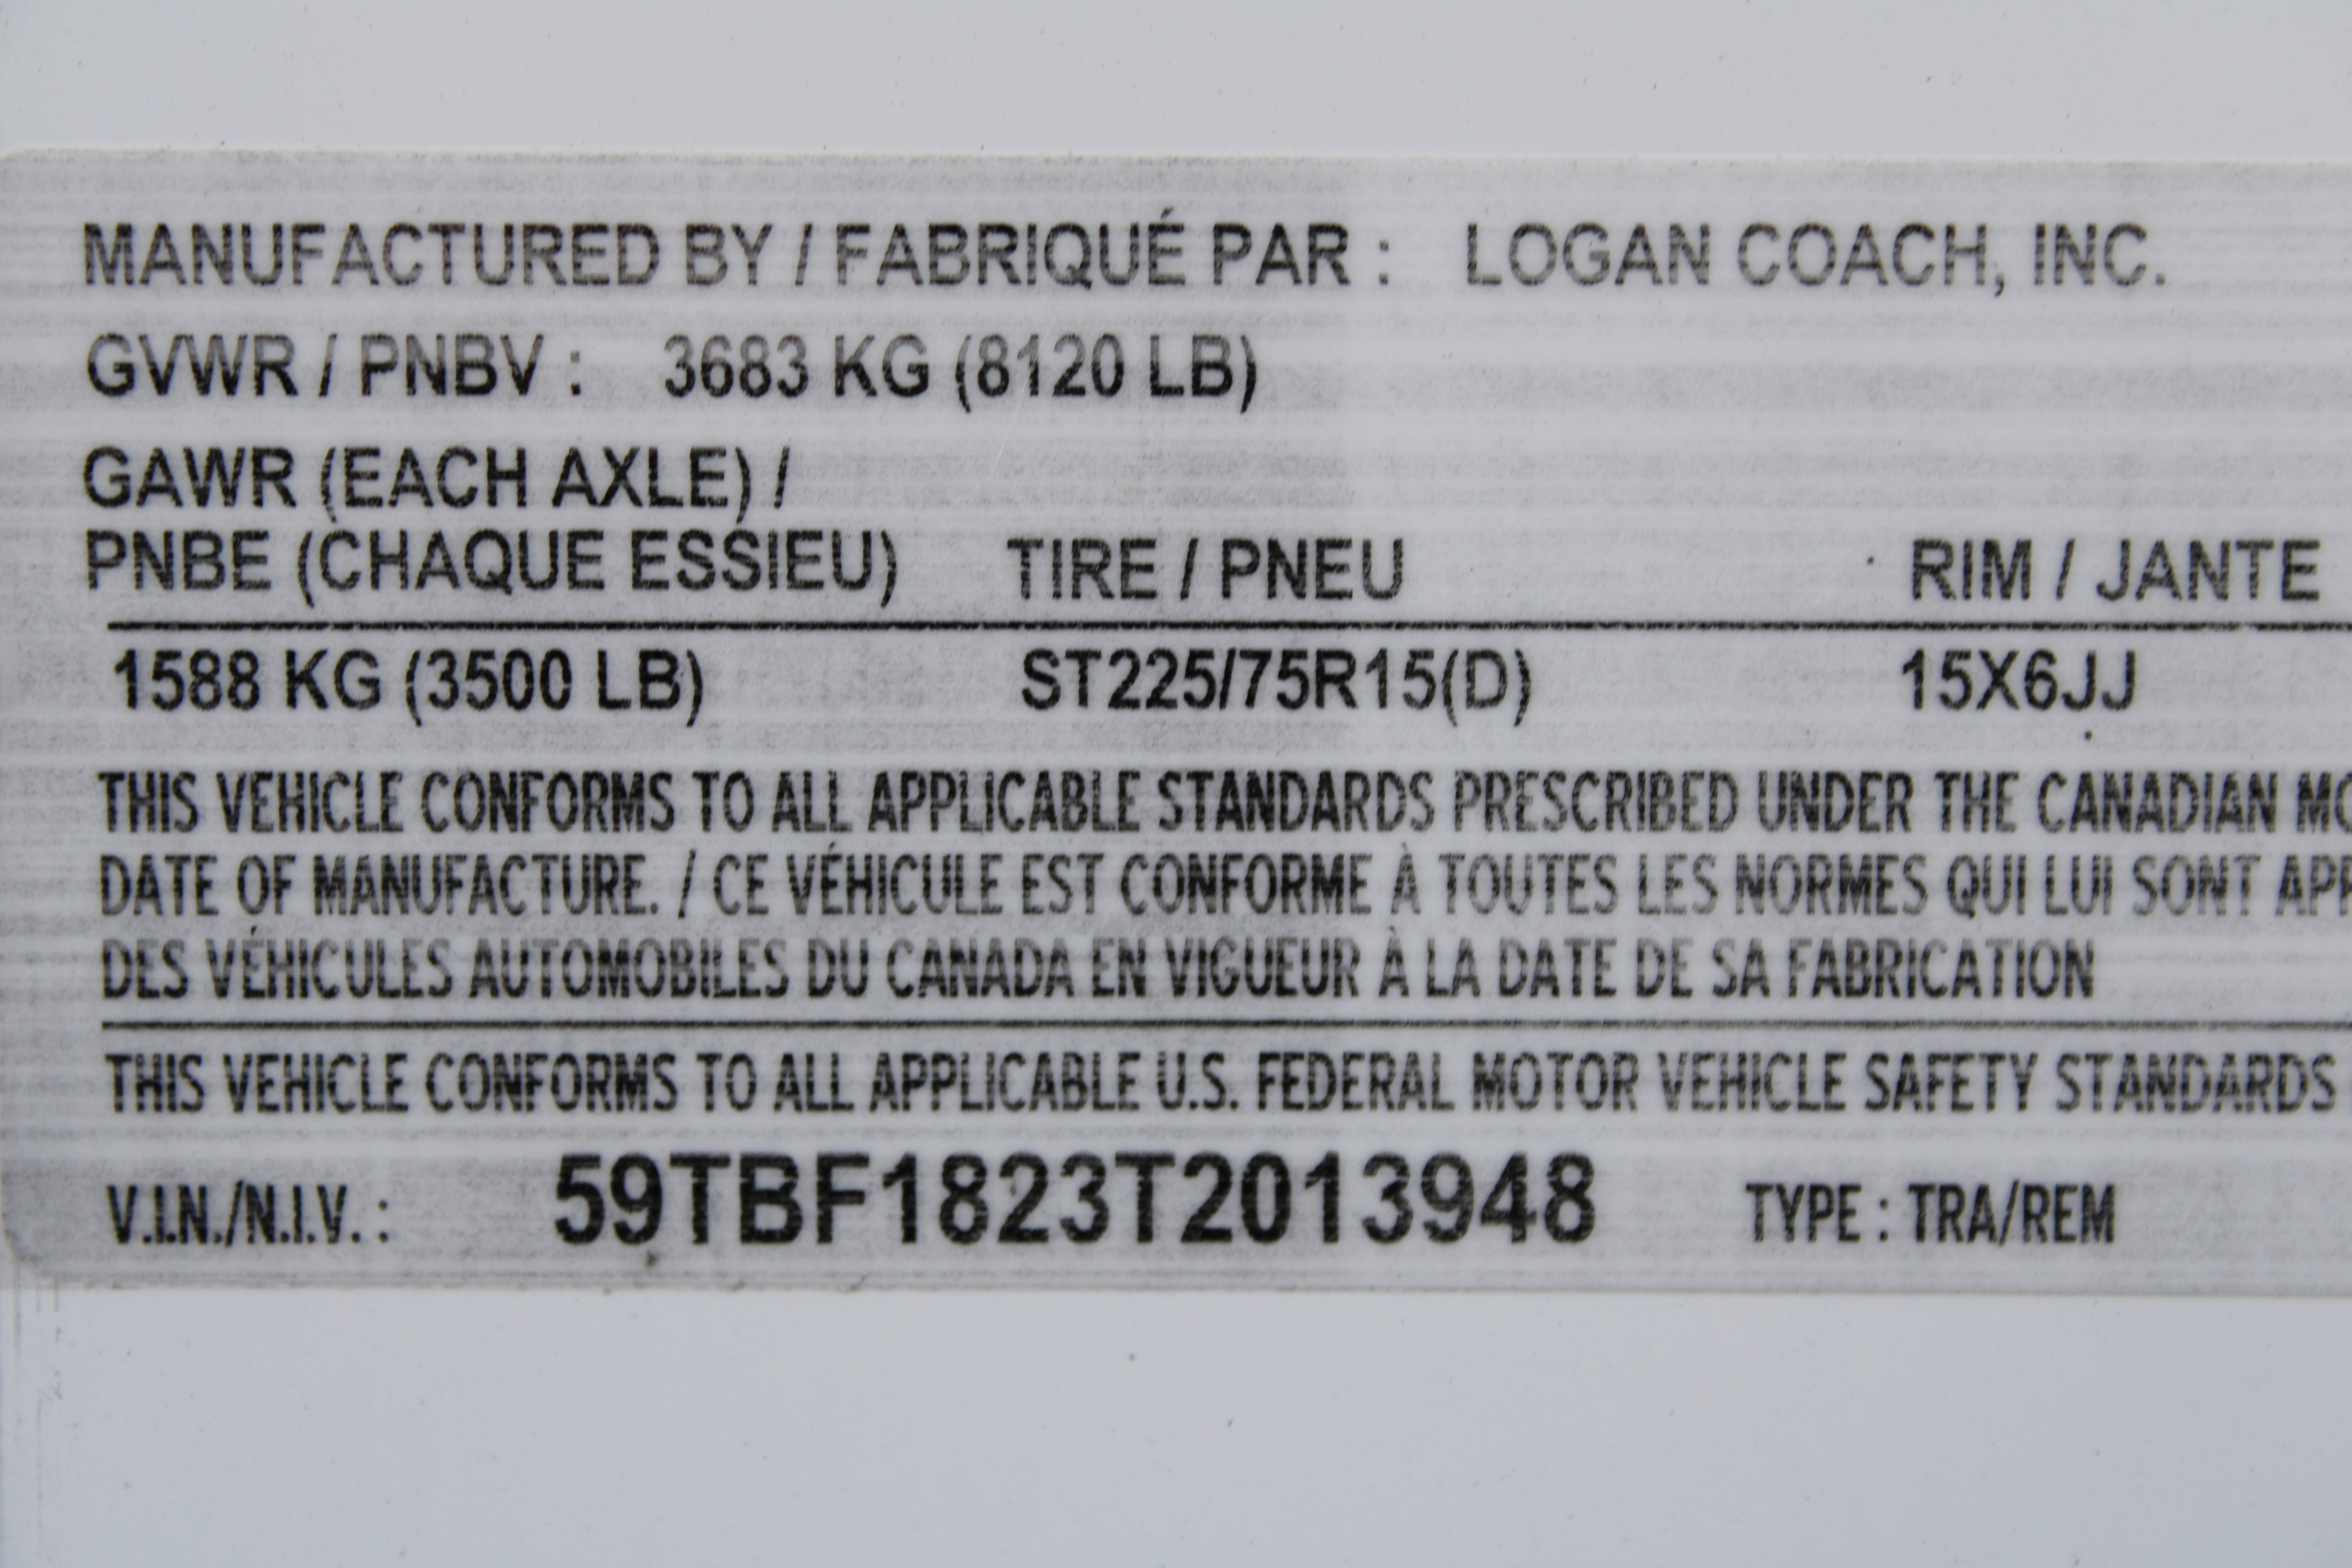 MANUFACTURED BY / FABRIQUÉ PAR : LOGAN COACH, INC.
GVWR / PNBV : 3683 KG (8120 LB)
GAWR (EACH AXLE) /
PNBE (CHAQUE ESSIEU) TIRE / PNEU RIM / JANTE
1588 KG (3500 LB) ST225/75R15(D) 15X6JJ
THIS VEHICLE CONFORMS TO ALL APPLICABLE STANDARDS PRESCRIBED UNDER THE CANADIAN
DATE OF MANUFACTURE. / CE VÉHICULE EST CONFORME À TOUTES LES NORMES QUI LUI SONT
DES VÉHICULES AUTOMOBILES DU CANADA EN VIGUEUR À LA DATE DE SA FABRICATION
THIS VEHICLE CONFORMS TO ALL APPLICABLE U.S. FEDERAL MOTOR VEHICLE SAFETY STANDARDS
V.I.N./N.I.V. : 59TBF1823T2013948 TYPE : TRA/REM